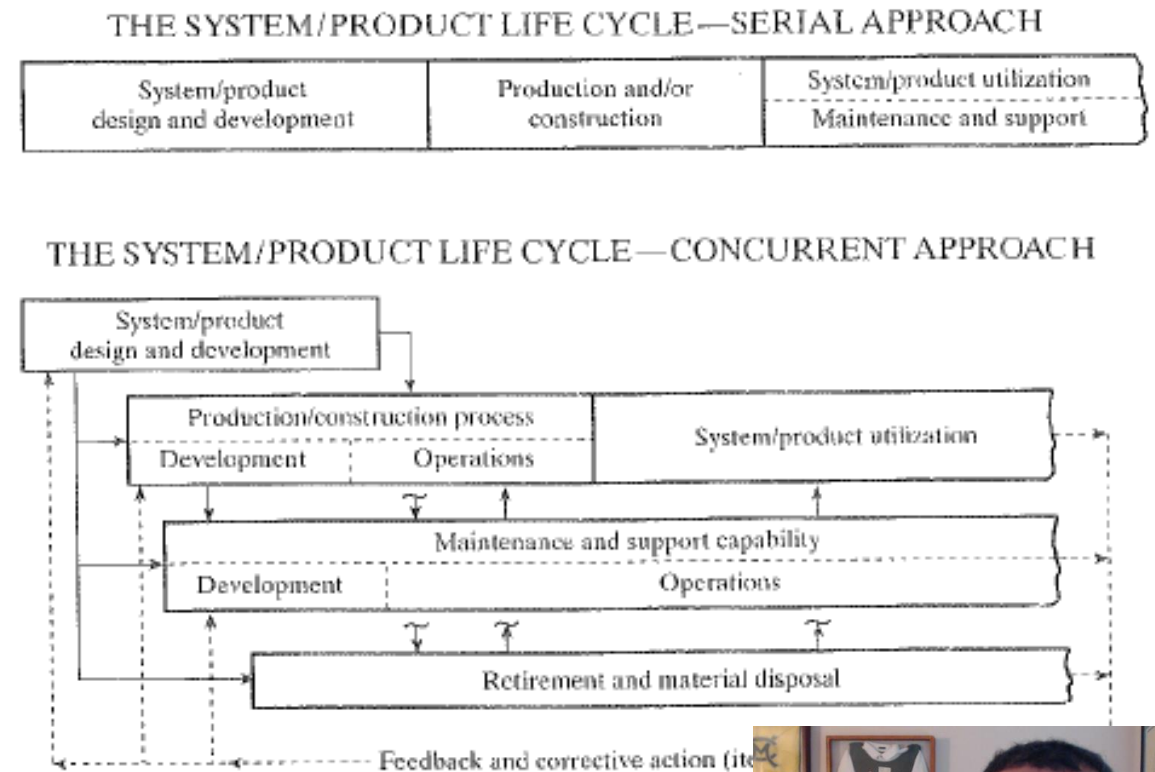 THE SYSTEM/PRODUCT LIFE CYCLE—SERIAL APPROACH
System/product
design and development
Production and/or
construction
System/product utilization
Maintenance and support
THE SYSTEM/PRODUCT LIFE CYCLE—CONCURRENT APPROACH
System/product
design and development
Production/construction process
Development
Operations
System/product utilization
Maintenance and support capability
Development
Operations
Retirement and material disposal
Feedback and corrective action